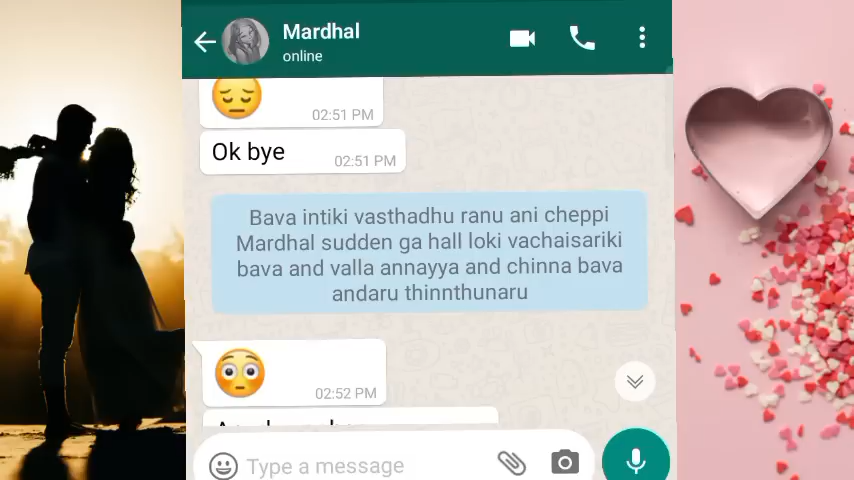 Mardhal
online
02:51 PM
Ok bye
02:51 PM
Bava intiki vasthadhu ranu ani cheppi
Mardhal sudden ga hall loki vachaisariki
bava and valla annayya and chinna bava
andaru thinnthunaru
02:52 PM
Type a message